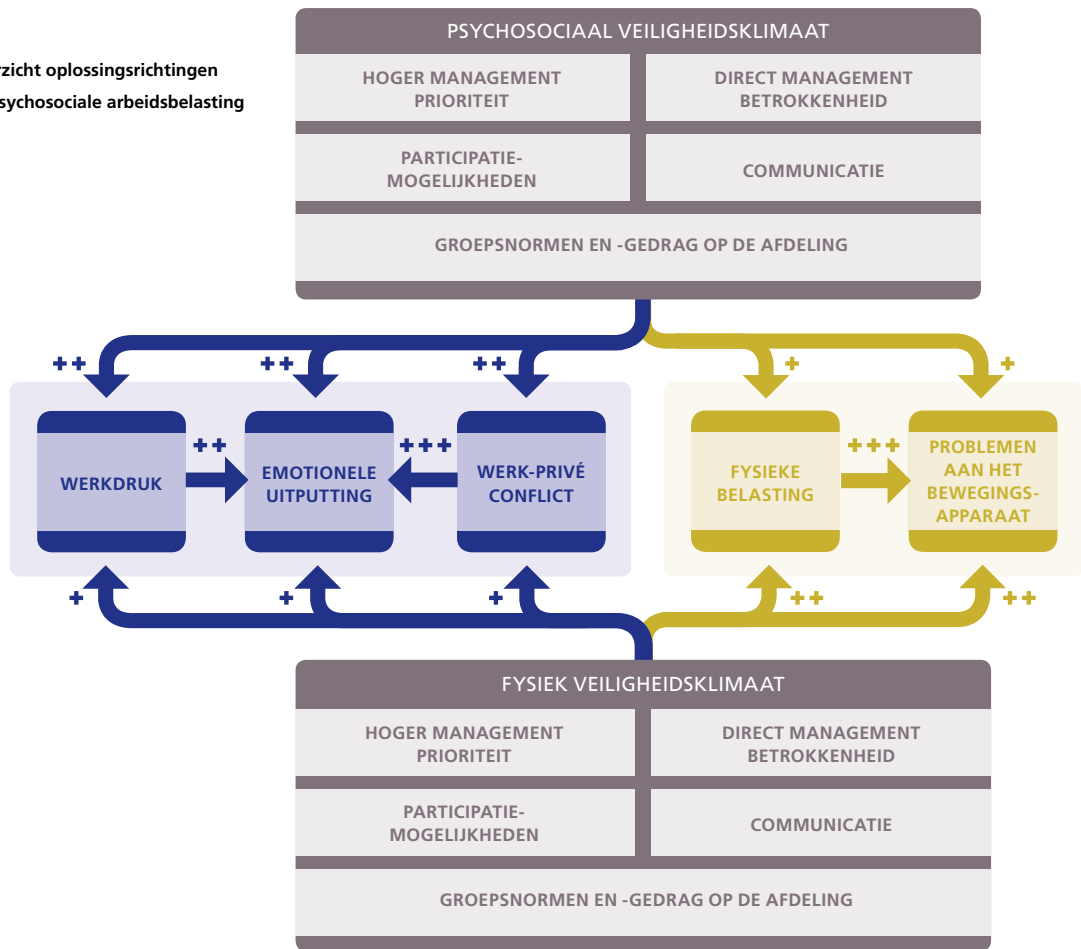 rzicht oplossingsrichtingen
sychosociale arbeidsbelasting
PSYCHOSOCIAAL VEILIGHEIDSKLIMAAT
HOGER MANAGEMENT
PRIORITEIT
DIRECT MANAGEMENT
BETROKKENHEID
PARTICIPATIE-
MOGELIJKHEDEN
COMMUNICATIE
GROEPSNORMEN EN -GEDRAG OP DE AFDELING
++
++
++
+
+
WERKDRUK
++
EMOTIONELE
UITPUTTING
+++
WERK-PRIVÉ
CONFLICT
FYSIEKE
BELASTING
+++
PROBLEMEN
AAN HET
BEWEGINGS-
APPARAAT
+
+
+
++
++
FYSIEK VEILIGHEIDSKLIMAAT
HOGER MANAGEMENT
PRIORITEIT
DIRECT MANAGEMENT
BETROKKENHEID
PARTICIPATIE-
MOGELIJKHEDEN
COMMUNICATIE
GROEPSNORMEN EN -GEDRAG OP DE AFDELING